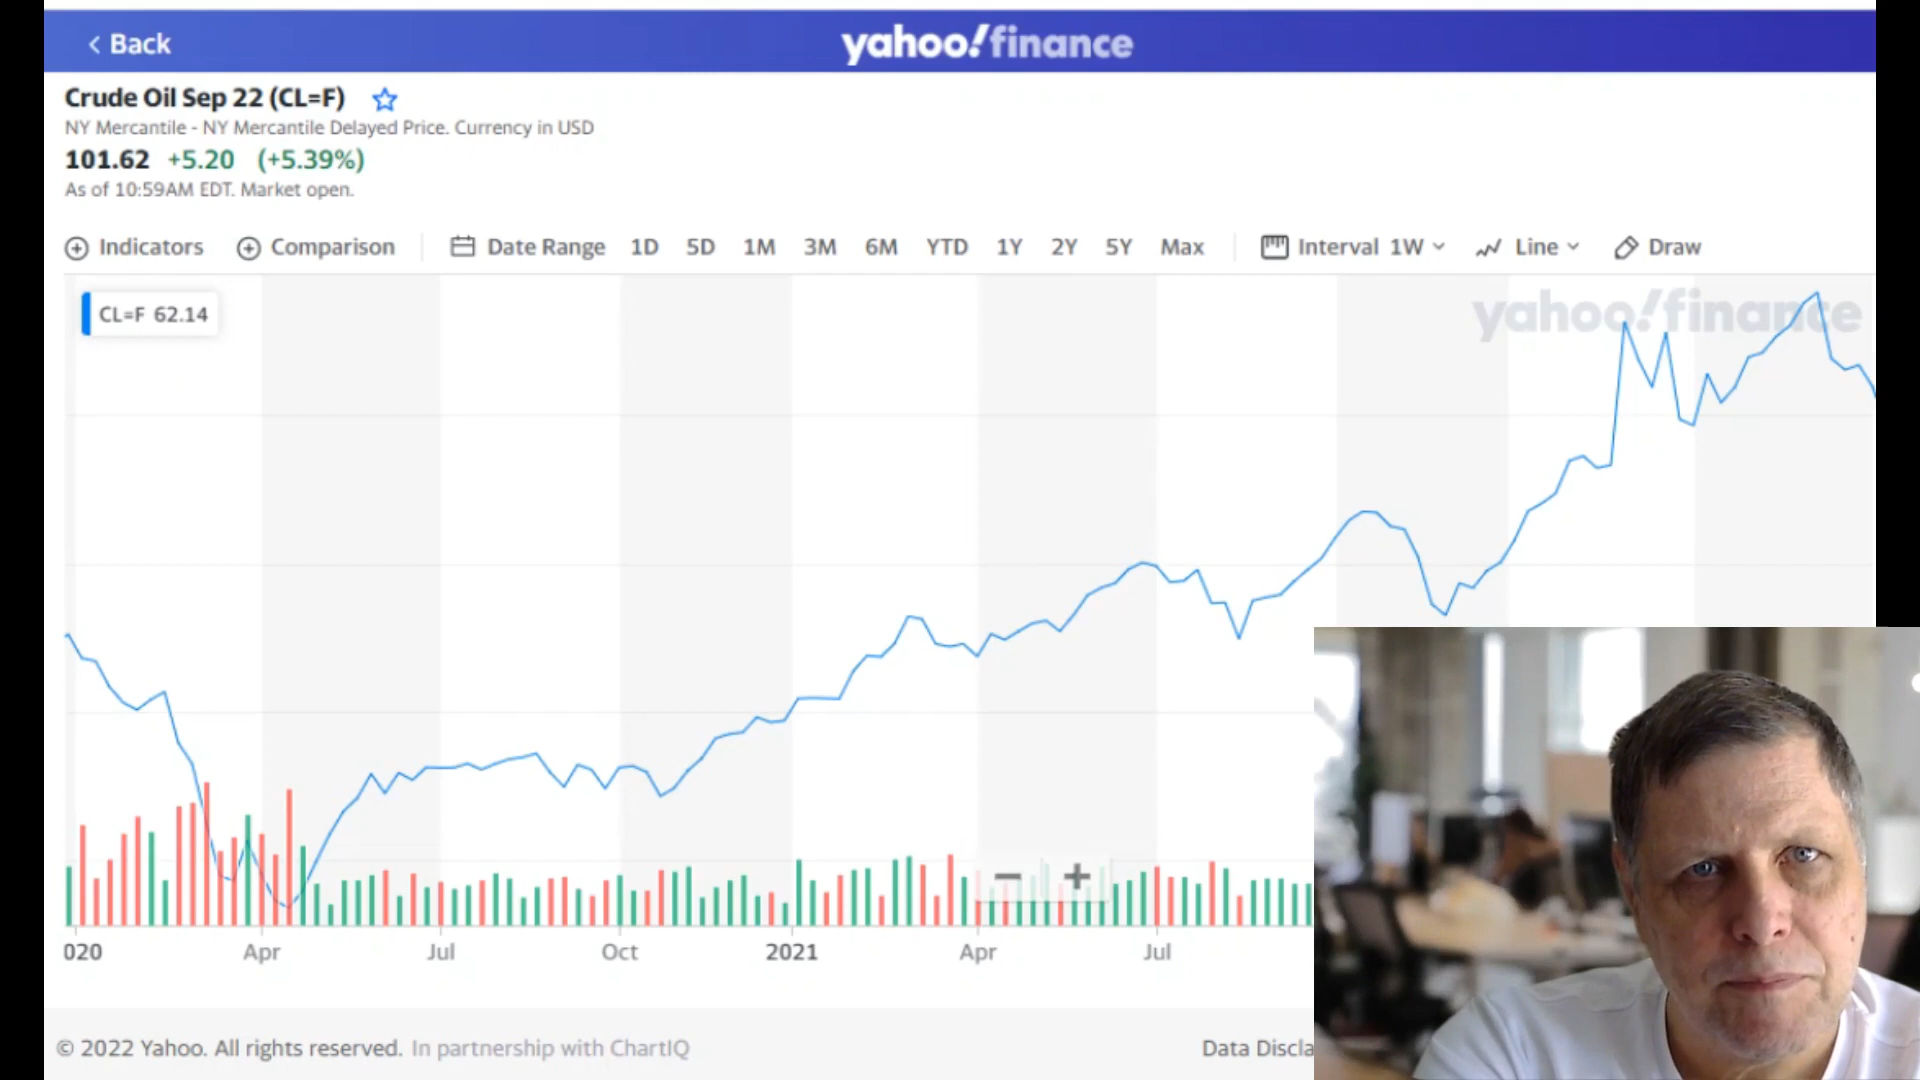 Back
yahoo!finance
Crude Oil Sep 22 (CL=F)
NY Mercantile - NY Mercantile Delayed Price. Currency in USD
101.62 +5.20 (+5.39%)
As of 10:59AM EDT. Market open.
Indicators Comparison Date Range 1D 5D 1M 3M 6M YTD 1Y 2Y 5Y Max Interval 1W Line Draw
CL=F 62.14
yahoo!finance
020 Apr Jul Oct 2021 Apr Jul
© 2022 Yahoo. All rights reserved. In partnership with ChartIQ
Data Discla